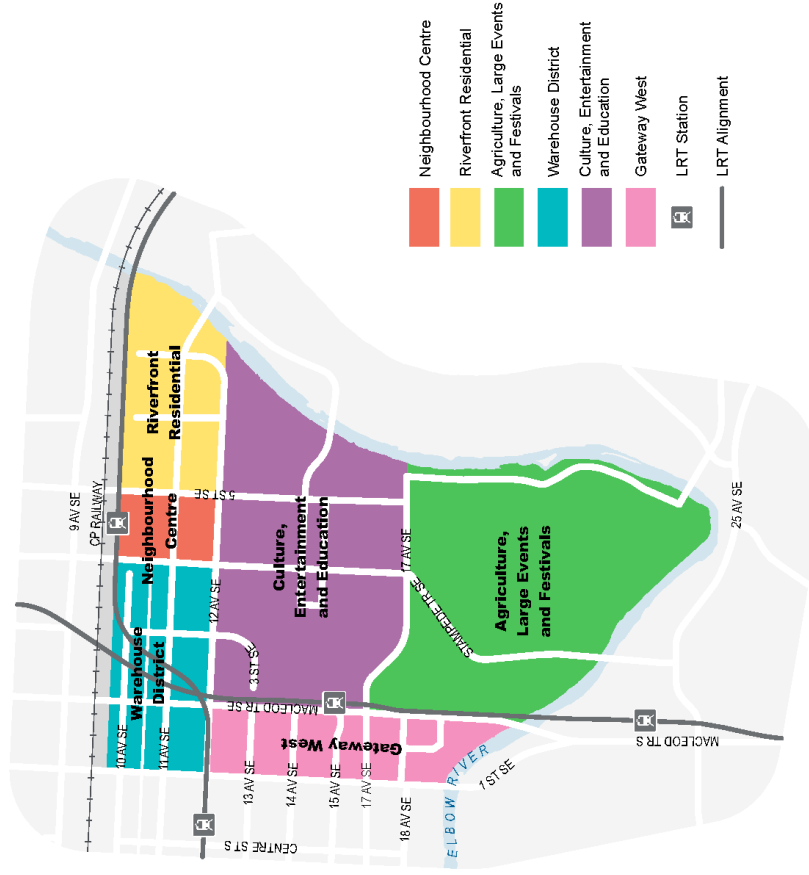 Neighbourhood Centre
Riverfront Residential
Agriculture, Large Events
and Festivals
Warehouse District
Culture, Entertainment
and Education
Gateway West
LRT Station
LRT Alignment
9 AV SE
CP RAILWAY
Riverfront
Residential
Neighbourhood
Centre
5 ST SE
Warehouse
District
10 AV SE
11 AV SE
12 AV SE
3 ST SE
MACLEOD TR SE
Culture,
Entertainment
and Education
Gateway West
13 AV SE
14 AV SE
15 AV SE
17 AV SE
17 AV SE
18 AV SE
CENTRE ST S
STAMPEDE TR SE
Agriculture,
Large Events
and Festivals
ELBOW RIVER
1 ST SE
MACLEOD TR S
25 AV SE